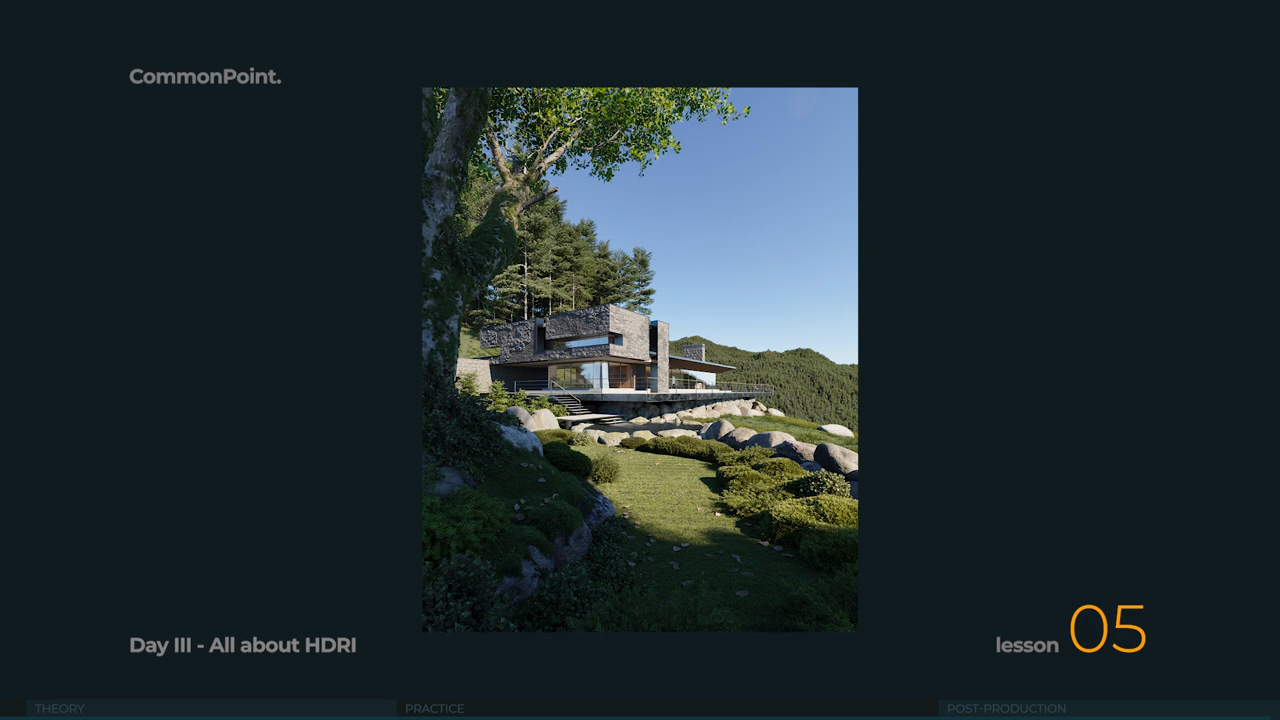 CommonPoint.
Day III - All about HDRI
lesson 05
THEORY
PRACTICE
POST-PRODUCTION